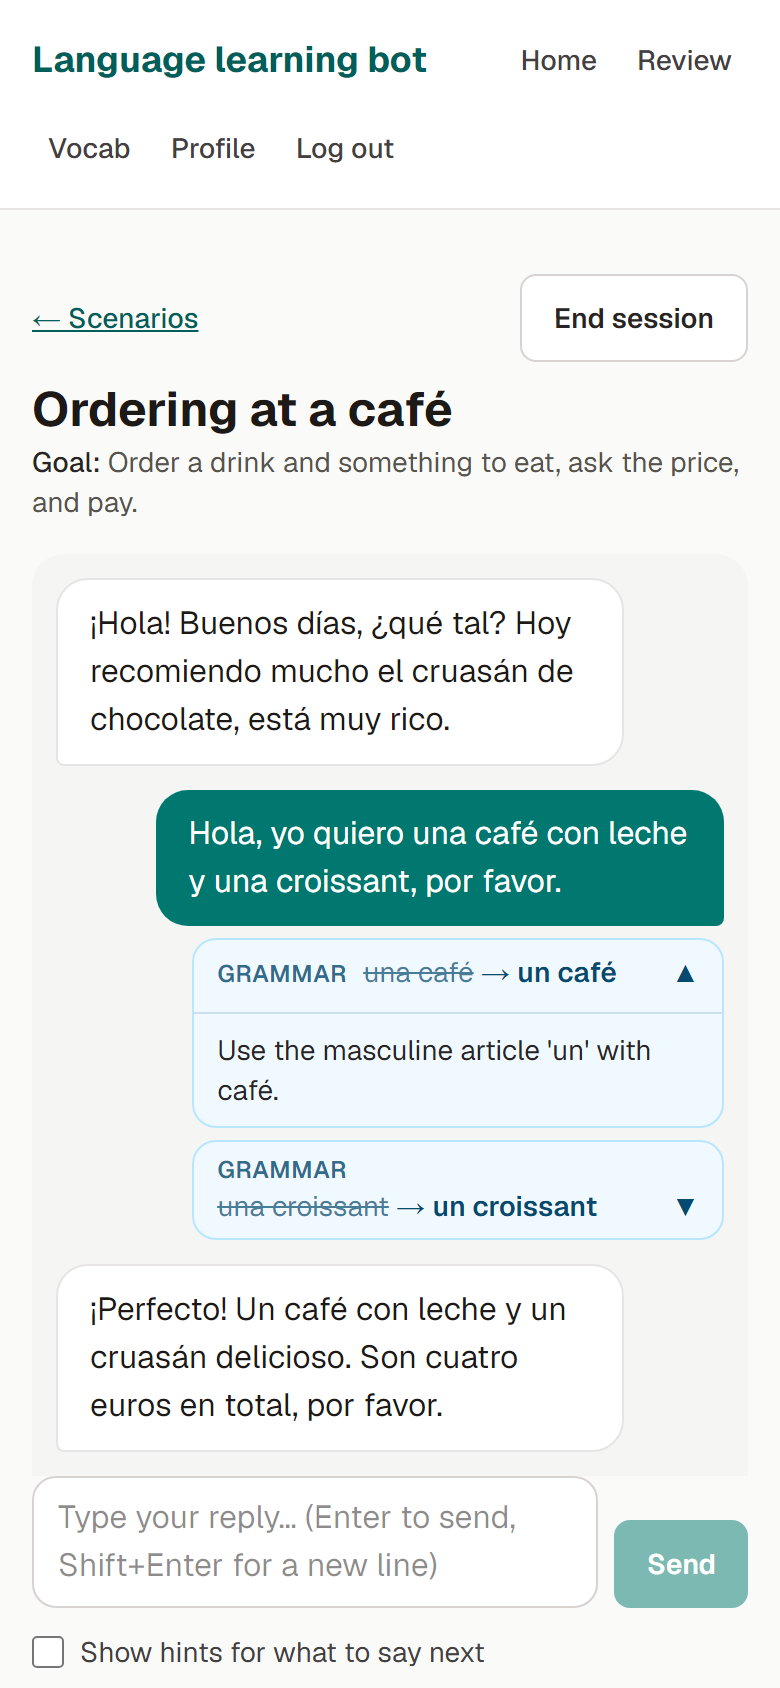 Language learning bot Home Review
Vocab Profile Log out
← Scenarios End session
Ordering at a café
Goal: Order a drink and something to eat, ask the price,
and pay.
¡Hola! Buenos días, ¿qué tal? Hoy
recomiendo mucho el cruasán de
chocolate, está muy rico.
Hola, yo quiero una café con leche
y una croissant, por favor.
GRAMMAR una café → un café ▲
Use the masculine article 'un' with
café.
GRAMMAR
una croissant → un croissant ▼
¡Perfecto! Un café con leche y un
cruasán delicioso. Son cuatro
euros en total, por favor.
Type your reply... (Enter to send,
Shift+Enter for a new line)
Send
Show hints for what to say next